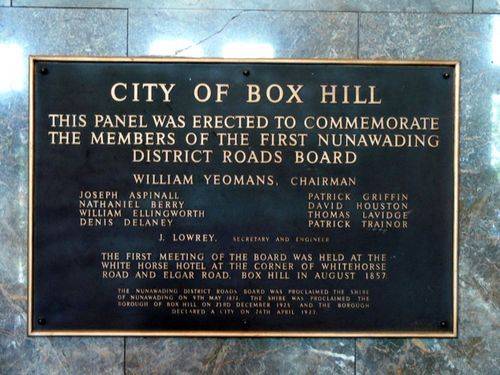 CITY OF BOX HILL
THIS PANEL WAS ERECTED TO COMMEMORATE
THE MEMBERS OF THE FIRST NUNAWADING
DISTRICT ROADS BOARD
WILLIAM YEOMANS, CHAIRMAN
JOSEPH ASPINALL PATRICK GRIFFIN
NATHANIEL BERRY DAVID HOUSTON
WILLIAM ELLINGWORTH THOMAS LAVIDGE
DENIS DELANEY PATRICK TRAINOR
J. LOWREY, SECRETARY AND ENGINEER
THE FIRST MEETING OF THE BOARD WAS HELD AT THE
WHITE HORSE HOTEL AT THE CORNER OF WHITEHORSE
ROAD AND ELGAR ROAD, BOX HILL IN AUGUST 1857.
THE NUNAWADING DISTRICT ROADS BOARD WAS PROCLAIMED THE SHIRE
OF NUNAWADING ON 9TH MAY 1872. THE SHIRE WAS PROCLAIMED THE
BOROUGH OF BOX HILL ON 23RD DECEMBER 1925 AND THE BOROUGH
DECLARED A CITY ON 26TH APRIL 1927.